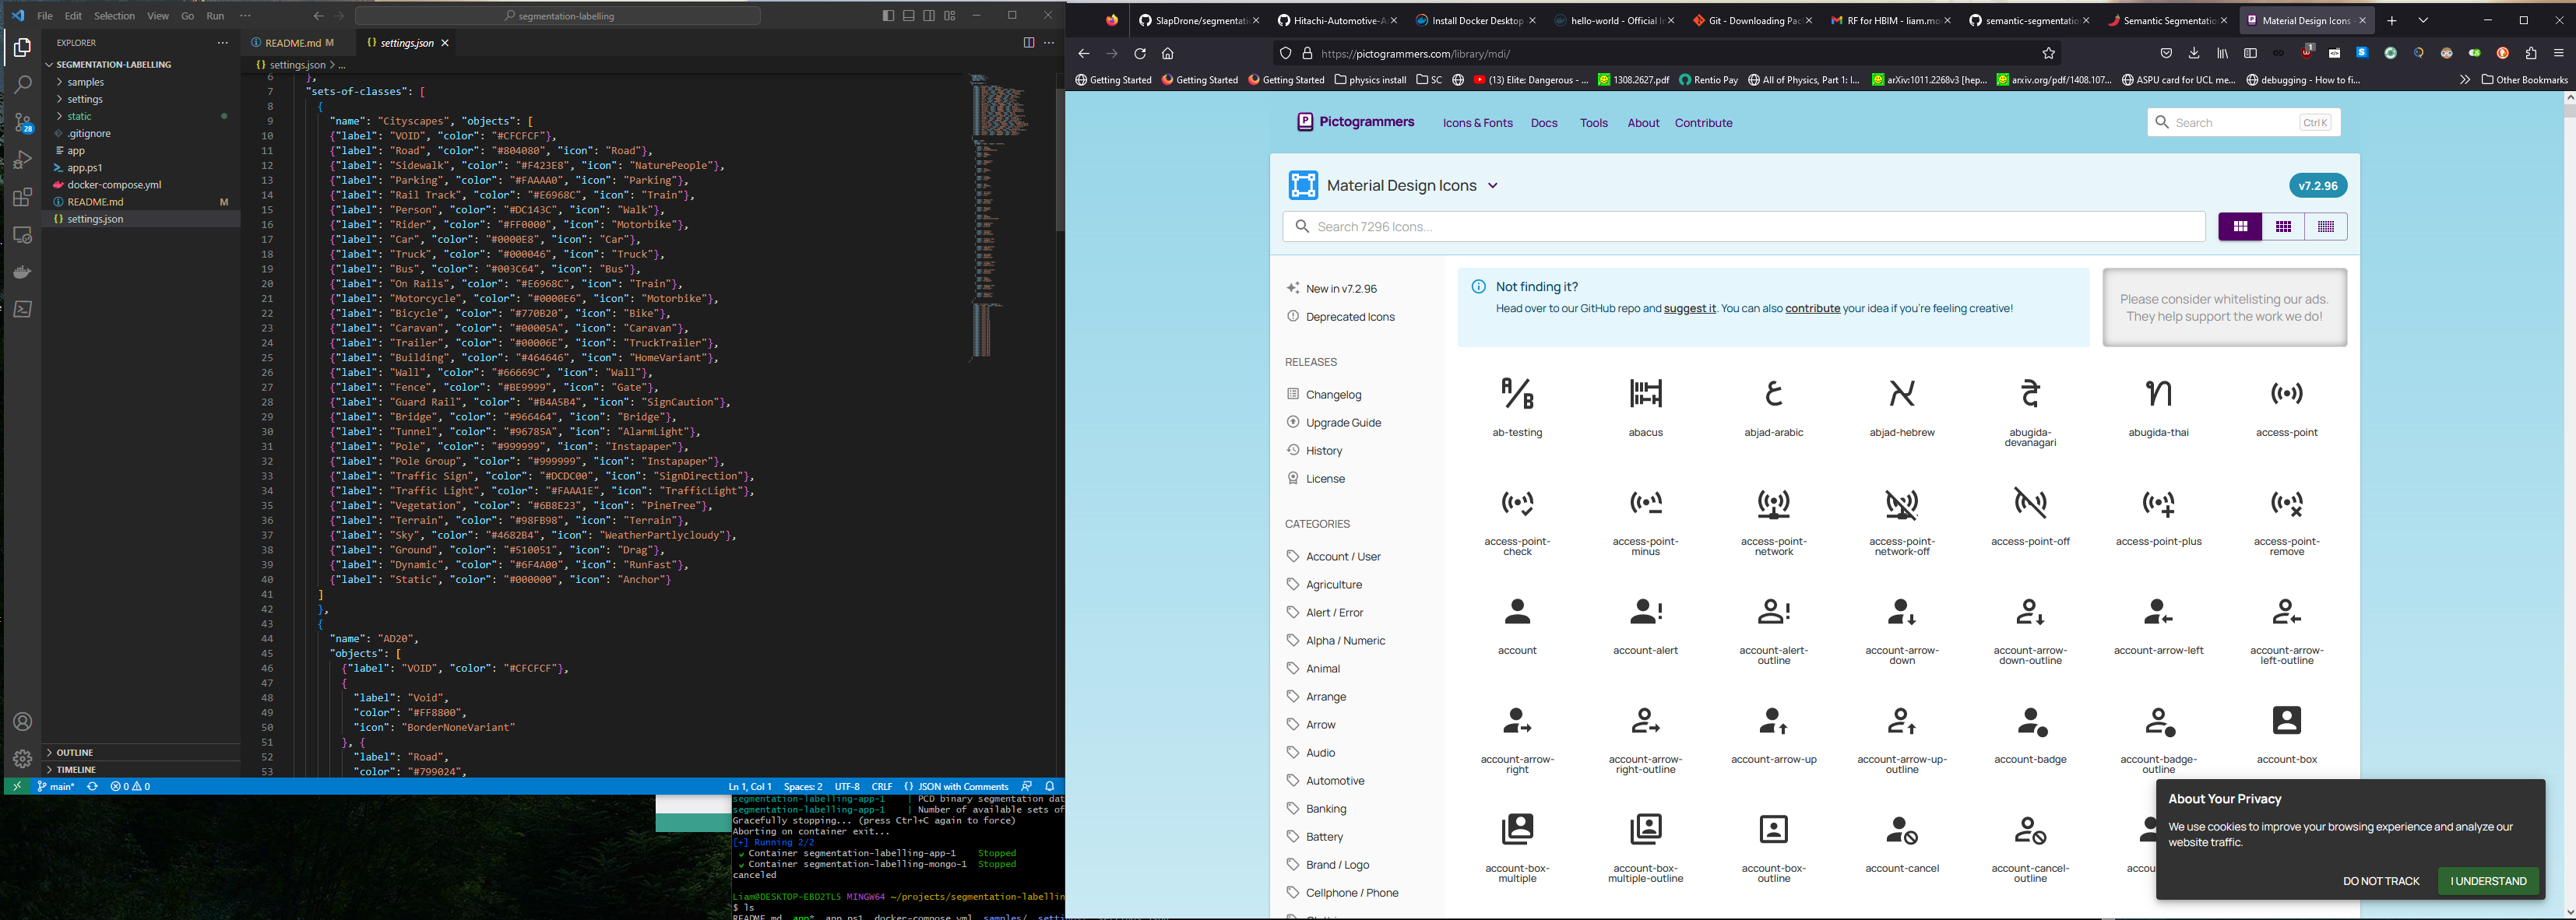 File Edit Selection View Go Run ··· segmentation-labelling
EXPLORER
SEGMENTATION-LABELLING
samples
settings
static
.gitignore
app
app.ps1
docker-compose.yml
README.md M
settings.json
OUTLINE
TIMELINE
README.md M settings.json
settings.json > ...
6 },
7 "sets-of-classes": [
8 {
9 "name": "Cityscapes", "objects": [
10 {"label": "VOID", "color": "#CFCFCF"},
11 {"label": "Road", "color": "#804080", "icon": "Road"},
12 {"label": "Sidewalk", "color": "#F423E8", "icon": "NaturePeople"},
13 {"label": "Parking", "color": "#FAAAA0", "icon": "Parking"},
14 {"label": "Rail Track", "color": "#E6968C", "icon": "Train"},
15 {"label": "Person", "color": "#DC143C", "icon": "Walk"},
16 {"label": "Rider", "color": "#FF0000", "icon": "Motorbike"},
17 {"label": "Car", "color": "#0000E8", "icon": "Car"},
18 {"label": "Truck", "color": "#000046", "icon": "Truck"},
19 {"label": "Bus", "color": "#003C64", "icon": "Bus"},
20 {"label": "On Rails", "color": "#E6968C", "icon": "Train"},
21 {"label": "Motorcycle", "color": "#0000E6", "icon": "Motorbike"},
22 {"label": "Bicycle", "color": "#770B20", "icon": "Bike"},
23 {"label": "Caravan", "color": "#00005A", "icon": "Caravan"},
24 {"label": "Trailer", "color": "#00006E", "icon": "TruckTrailer"},
25 {"label": "Building", "color": "#464646", "icon": "HomeVariant"},
26 {"label": "Wall", "color": "#66669C", "icon": "Wall"},
27 {"label": "Fence", "color": "#BE9999", "icon": "Gate"},
28 {"label": "Guard Rail", "color": "#B4A5B4", "icon": "SignCaution"},
29 {"label": "Bridge", "color": "#966464", "icon": "Bridge"},
30 {"label": "Tunnel", "color": "#96785A", "icon": "AlarmLight"},
31 {"label": "Pole", "color": "#999999", "icon": "Instapaper"},
32 {"label": "Pole Group", "color": "#999999", "icon": "Instapaper"},
33 {"label": "Traffic Sign", "color": "#DCDC00", "icon": "SignDirection"},
34 {"label": "Traffic Light", "color": "#FAAA1E", "icon": "TrafficLight"},
35 {"label": "Vegetation", "color": "#6B8E23", "icon": "PineTree"},
36 {"label": "Terrain", "color": "#98FB98", "icon": "Terrain"},
37 {"label": "Sky", "color": "#4682B4", "icon": "WeatherPartlycloudy"},
38 {"label": "Ground", "color": "#510051", "icon": "Drag"},
39 {"label": "Dynamic", "color": "#6F4A00", "icon": "RunFast"},
40 {"label": "Static", "color": "#000000", "icon": "Anchor"}
41 ]
42 },
43 {
44 "name": "AD20",
45 "objects": [
46 {"label": "VOID", "color": "#CFCFCF"},
47 {
48 "label": "Void",
49 "color": "#FF8800",
50 "icon": "BorderNoneVariant"
51 }, {
52 "label": "Road",
53 "color": "#799024",
28
main* 0 0 Ln 1, Col 1 Spaces: 2 UTF-8 CRLF {} JSON with Comments
segmentation-labelling-app-1 | PCD binary segmentation dat
segmentation-labelling-app-1 | Number of available sets of
Gracefully stopping... (press Ctrl+C again to force)
Aborting on container exit...
[+] Running 2/2
✔ Container segmentation-labelling-app-1 Stopped
✔ Container segmentation-labelling-mongo-1 Stopped
canceled
Liam@DESKTOP-EBD2TL5 MINGW64 ~/projects/segmentation-labellin
$ ls
README.md app* app.ps1 docker-compose.yml samples/
SlapDrone/segmentati Hitachi-Automotive-A Install Docker Desktop hello-world - Official I Git - Downloading Pac RF for HBIM - liam.mo semantic-segmentatio Semantic Segmentatio Material Design Icons -
https://pictogrammers.com/library/mdi/
Getting Started Getting Started Getting Started physics install SC (13) Elite: Dangerous - ... 1308.2627.pdf Rentio Pay All of Physics, Part 1: I... arXiv:1011.2268v3 [hep... arxiv.org/pdf/1408.107... ASPU card for UCL me... debugging - How to fi... Other Bookmarks
Pictogrammers Icons & Fonts Docs Tools About Contribute Search Ctrl K
Material Design Icons v7.2.96
Search 7296 Icons...
New in v7.2.96
Deprecated Icons
RELEASES
Changelog
Upgrade Guide
History
License
CATEGORIES
Account / User
Agriculture
Alert / Error
Alpha / Numeric
Animal
Arrange
Arrow
Audio
Automotive
Banking
Battery
Brand / Logo
Cellphone / Phone
Not finding it?
Head over to our GitHub repo and suggest it. You can also contribute your idea if you're feeling creative!
Please consider whitelisting our ads.
They help support the work we do!
ab-testing abacus abjad-arabic abjad-hebrew abugida-devanagari abugida-thai access-point
access-point-check access-point-minus access-point-network access-point-network-off access-point-off access-point-plus access-point-remove
account account-alert account-alert-outline account-arrow-down account-arrow-down-outline account-arrow-left account-arrow-left-outline
account-arrow-right account-arrow-right-outline account-arrow-up account-arrow-up-outline account-badge account-badge-outline account-box
account-box-multiple account-box-multiple-outline account-box-outline account-cancel account-cancel-outline
About Your Privacy
We use cookies to improve your browsing experience and analyze our
website traffic.
DO NOT TRACK I UNDERSTAND